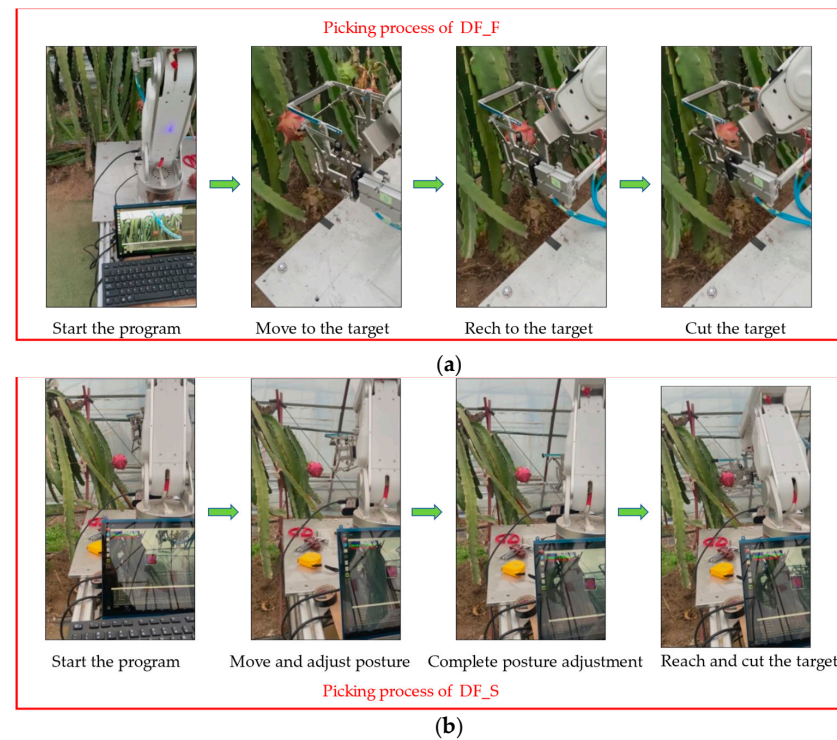 Picking process of DF_F
Start the program
Move to the target
Rech to the target
Cut the target
(a)
Start the program
Move and adjust posture
Complete posture adjustment
Reach and cut the target
Picking process of DF_S
(b)